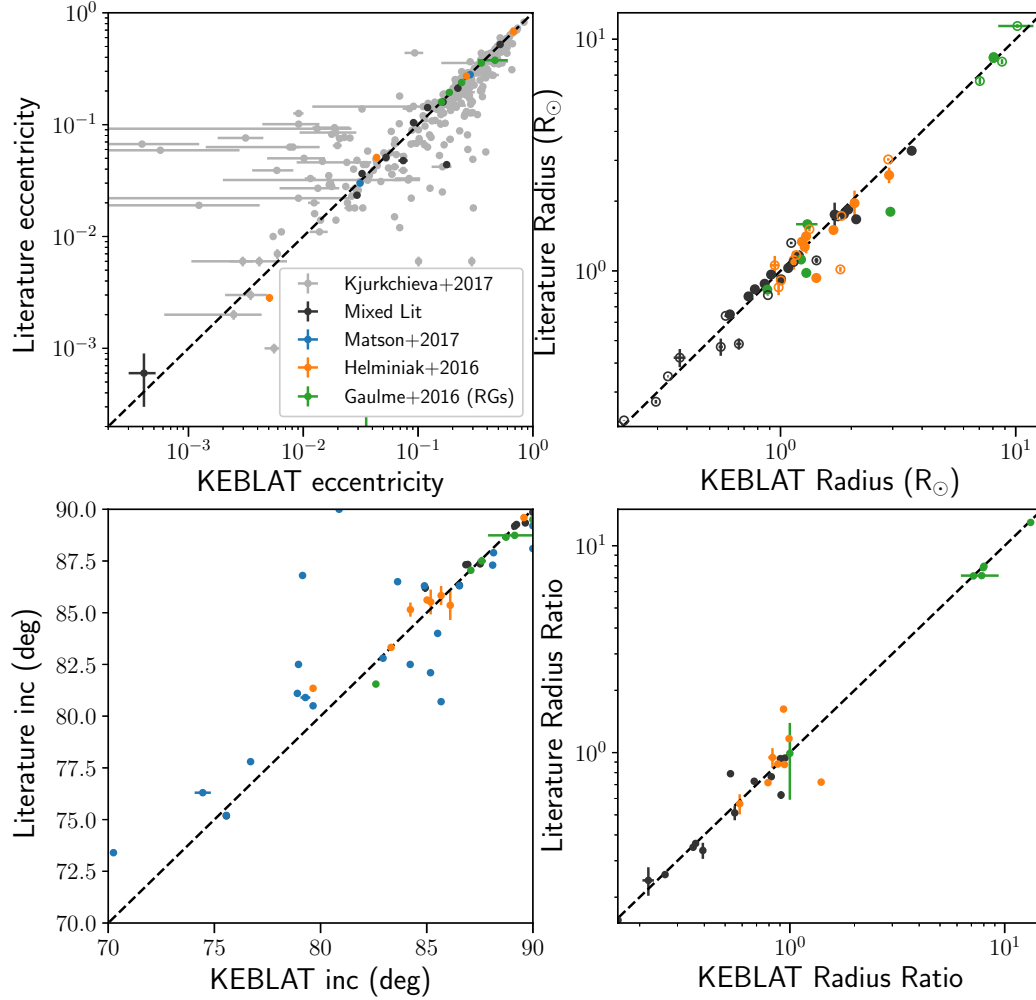 10^0
10^-1
10^-2
10^-3
Literature eccentricity
10^-3
10^-2
10^-1
10^0
KEBLAT eccentricity
Kjurkchieva+2017
Mixed Lit
Matson+2017
Helminiak+2016
Gaulme+2016 (RGs)
10^1
10^0
Literature Radius (R_⊙)
10^0
10^1
KEBLAT Radius (R_⊙)
90.0
87.5
85.0
82.5
80.0
77.5
75.0
72.5
70.0
Literature inc (deg)
70
75
80
85
90
KEBLAT inc (deg)
10^1
10^0
Literature Radius Ratio
10^0
10^1
KEBLAT Radius Ratio